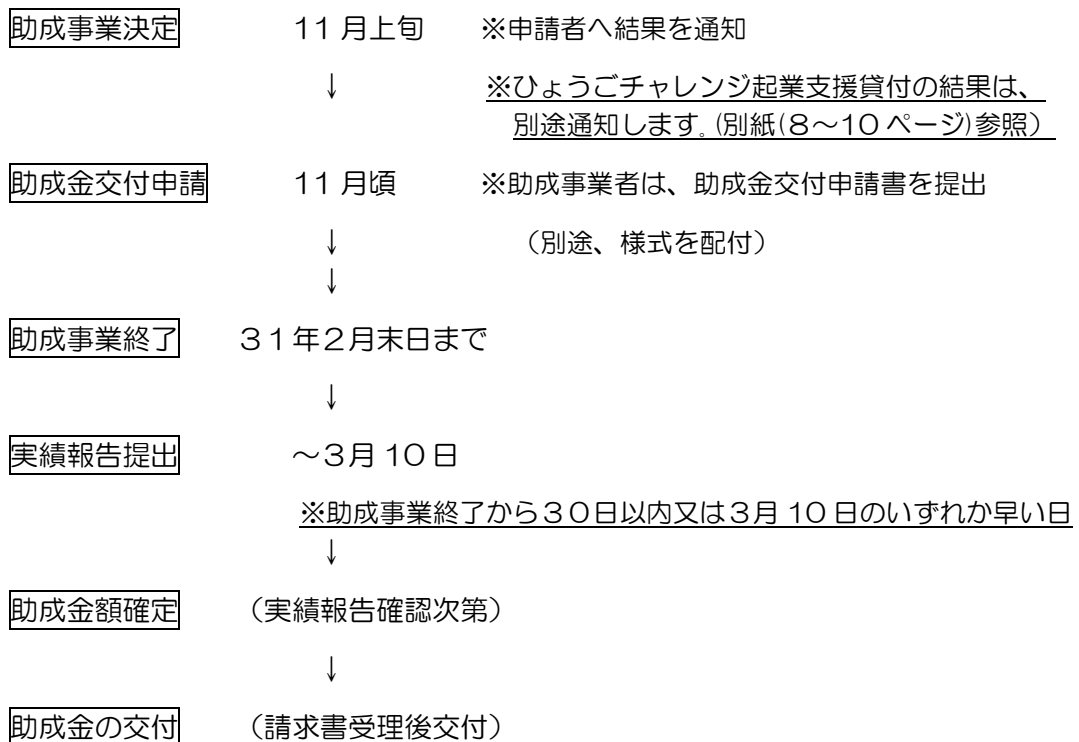 助成事業決定　11月上旬　※申請者へ結果を通知
↓　※ひょうごチャレンジ起業支援貸付の結果は、
別途通知します。(別紙(8～10ページ)参照）
助成金交付申請　11月頃　※助成事業者は、助成金交付申請書を提出
↓　（別途、様式を配付）
↓
助成事業終了　３１年２月末日まで
↓
実績報告提出　～３月10日
※助成事業終了から３０日以内又は３月10日のいずれか早い日
↓
助成金額確定　（実績報告確認次第）
↓
助成金の交付　（請求書受理後交付）